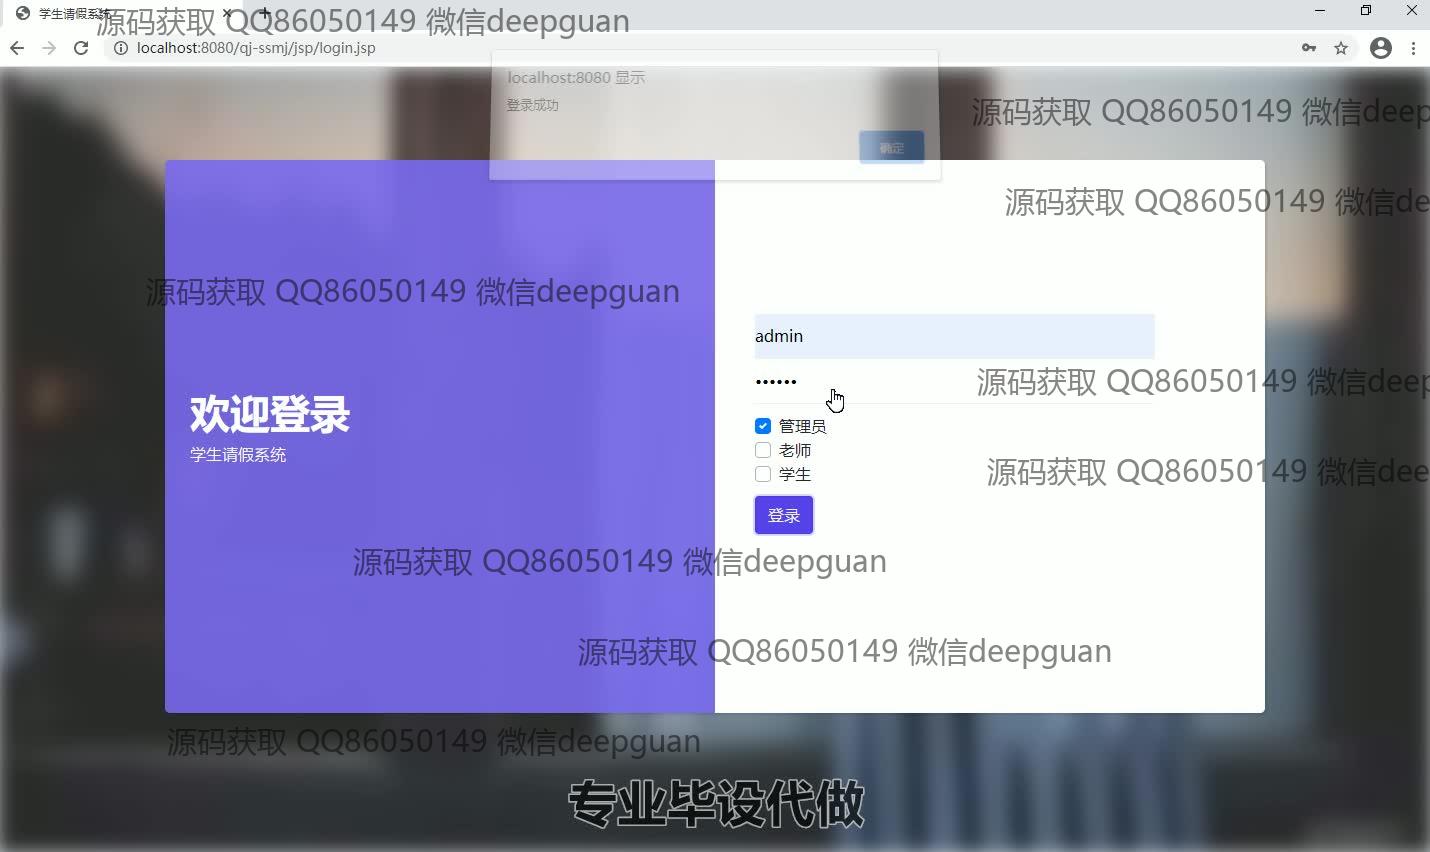 学生请假系统
源码获取 QQ86050149 微信deepguan
localhost:8080/qj-ssmj/jsp/login.jsp
localhost:8080 显示
登录成功
确定
源码获取 QQ86050149 微信deep
源码获取 QQ86050149 微信de
源码获取 QQ86050149 微信deepguan
admin
••••••
源码获取 QQ86050149 微信deep
欢迎登录
学生请假系统
管理员
老师
学生
源码获取 QQ86050149 微信dee
登录
源码获取 QQ86050149 微信deepguan
源码获取 QQ86050149 微信deepguan
源码获取 QQ86050149 微信deepguan
专业毕设代做